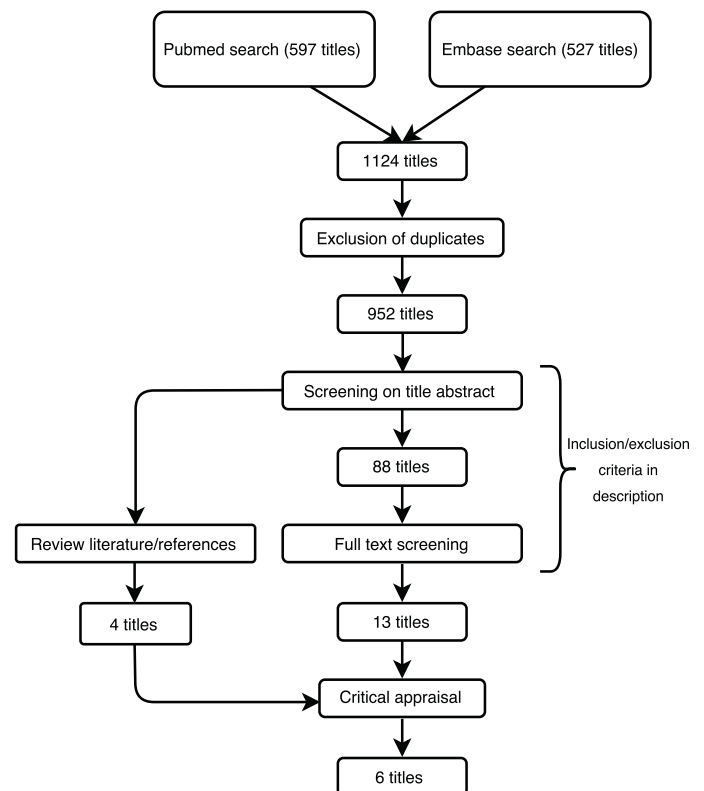 Pubmed search (597 titles)
Embase search (527 titles)
1124 titles
Exclusion of duplicates
952 titles
Screening on title abstract
88 titles
Inclusion/exclusion
criteria in
description
Review literature/references
Full text screening
4 titles
13 titles
Critical appraisal
6 titles